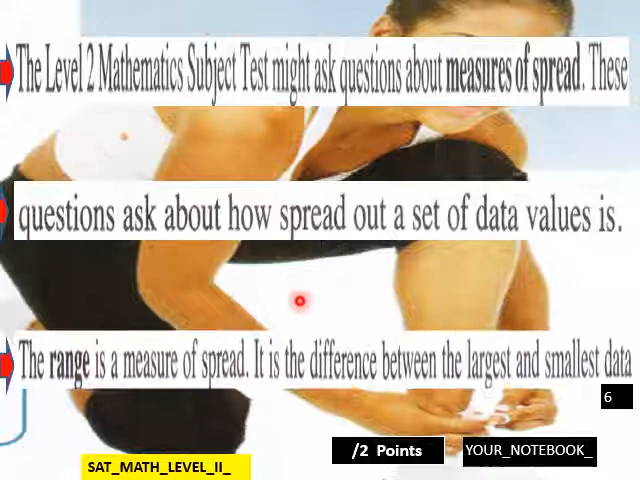 The Level 2 Mathematics Subject Test might ask questions about measures of spread. These
questions ask about how spread out a set of data values is.
The range is a measure of spread. It is the difference between the largest and smallest data
6
/2 Points
YOUR_NOTEBOOK_
SAT_MATH_LEVEL_II_